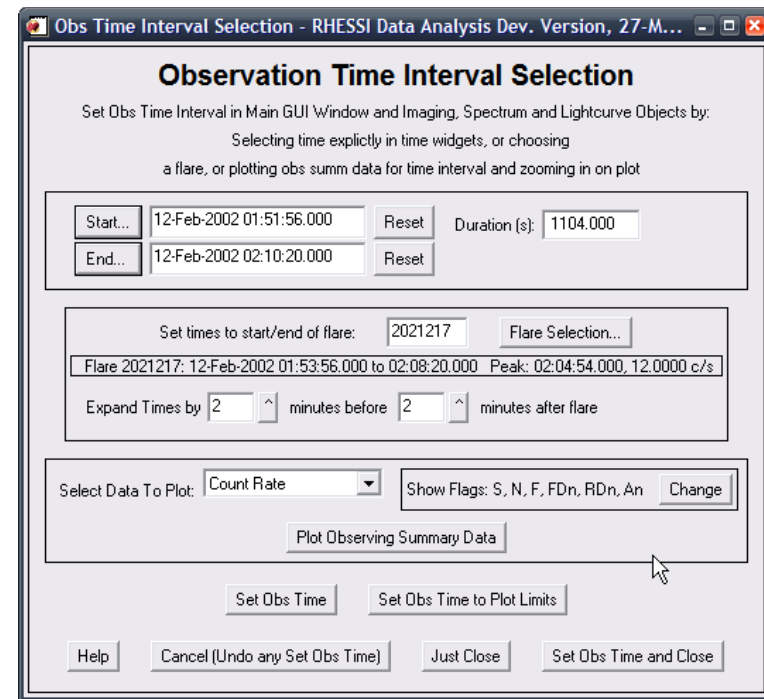 Obs Time Interval Selection - RHESSI Data Analysis Dev. Version, 27-M...
Observation Time Interval Selection
Set Obs Time Interval in Main GUI Window and Imaging, Spectrum and Lightcurve Objects by:
Selecting time explictly in time widgets, or choosing
a flare, or plotting obs summ data for time interval and zooming in on plot
Start... 12-Feb-2002 01:51:56.000 Reset Duration (s): 1104.000
End... 12-Feb-2002 02:10:20.000 Reset
Set times to start/end of flare: 2021217 Flare Selection...
Flare 2021217: 12-Feb-2002 01:53:56.000 to 02:08:20.000 Peak: 02:04:54.000, 12.0000 c/s
Expand Times by 2 ^ minutes before 2 ^ minutes after flare
Select Data To Plot: Count Rate Show Flags: S, N, F, FDn, RDn, An Change
Plot Observing Summary Data
Set Obs Time Set Obs Time to Plot Limits
Help Cancel (Undo any Set Obs Time) Just Close Set Obs Time and Close